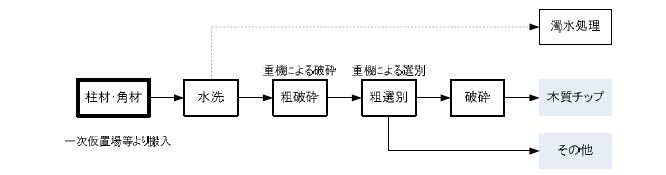 濁水処理
重機による破砕
重機による選別
柱材・角材
水洗
粗破砕
粗選別
破砕
木質チップ
一次仮置場等より搬入
その他